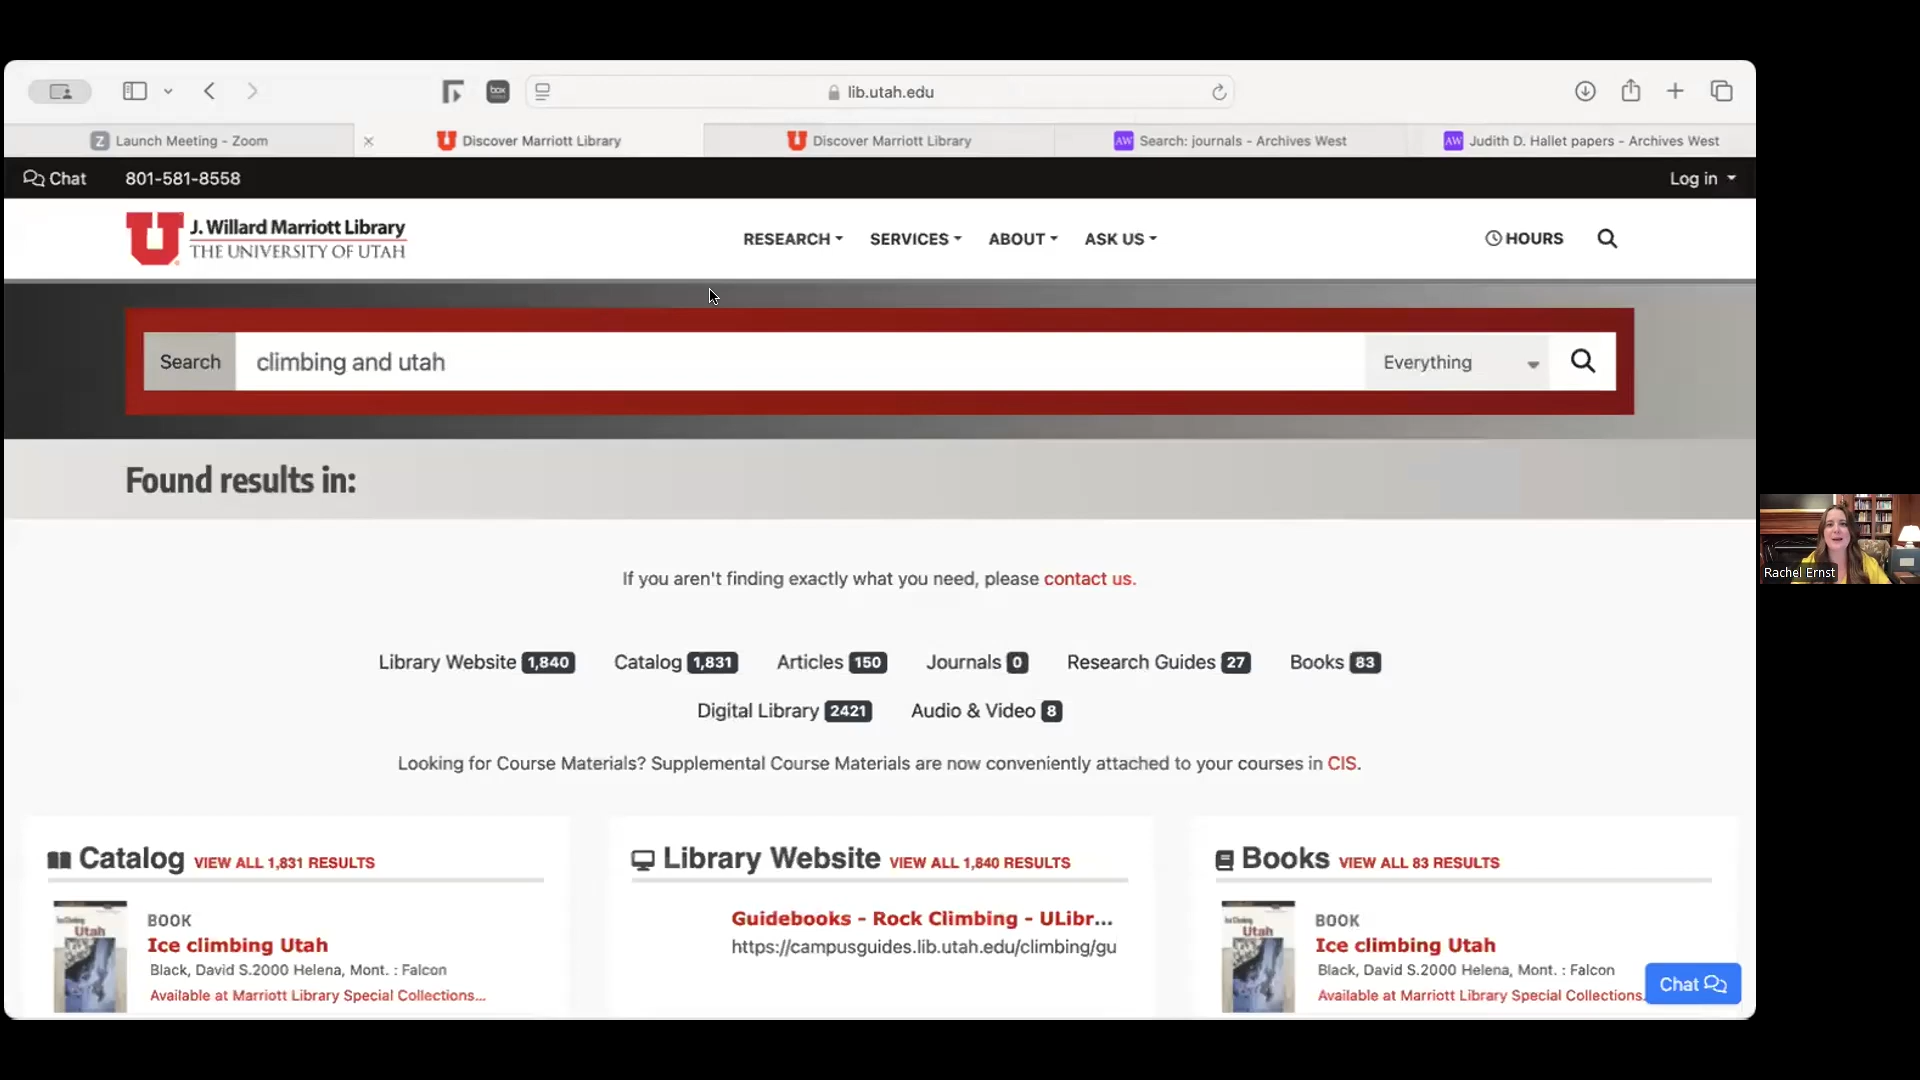 box
lib.utah.edu
Z Launch Meeting - Zoom
Discover Marriott Library
Discover Marriott Library
AW Search: journals - Archives West
AW Judith D. Hallet papers - Archives West
Chat 801-581-8558 Log in
J. Willard Marriott Library
THE UNIVERSITY OF UTAH
RESEARCH SERVICES ABOUT ASK US HOURS
Search climbing and utah Everything
Found results in:
If you aren't finding exactly what you need, please contact us.
Library Website 1,840 Catalog 1,831 Articles 150 Journals 0 Research Guides 27 Books 83
Digital Library 2421 Audio & Video 8
Looking for Course Materials? Supplemental Course Materials are now conveniently attached to your courses in CIS.
Catalog VIEW ALL 1,831 RESULTS
Utah
BOOK
Ice climbing Utah
Black, David S.2000 Helena, Mont. : Falcon
Available at Marriott Library Special Collections...
Library Website VIEW ALL 1,840 RESULTS
Guidebooks - Rock Climbing - ULibr...
https://campusguides.lib.utah.edu/climbing/gu
Books VIEW ALL 83 RESULTS
Utah
BOOK
Ice climbing Utah
Black, David S.2000 Helena, Mont. : Falcon
Available at Marriott Library Special Collections.
Chat
Rachel Ernst